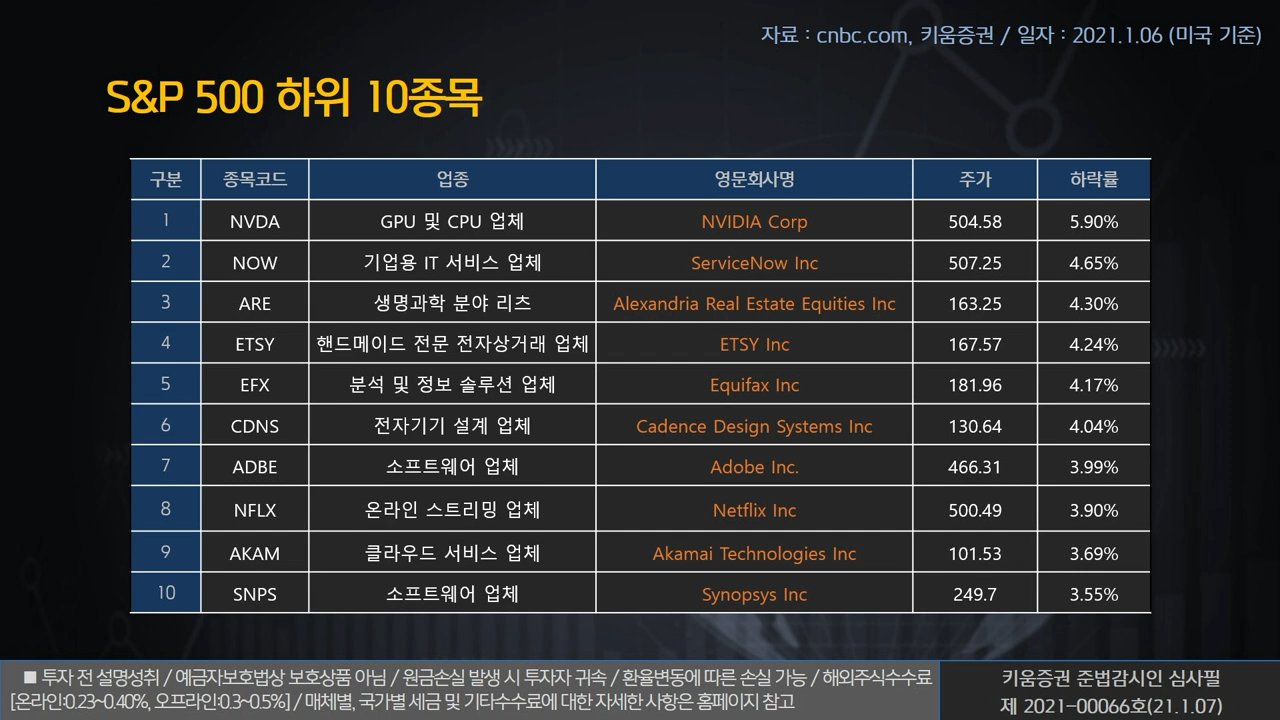 자료 : cnbc.com, 키움증권 / 일자 : 2021.1.06 (미국 기준)
S&P 500 하위 10종목
구분 종목코드 업종 영문회사명 주가 하락률
1 NVDA GPU 및 CPU 업체 NVIDIA Corp 504.58 5.90%
2 NOW 기업용 IT 서비스 업체 ServiceNow Inc 507.25 4.65%
3 ARE 생명과학 분야 리츠 Alexandria Real Estate Equities Inc 163.25 4.30%
4 ETSY 핸드메이드 전문 전자상거래 업체 ETSY Inc 167.57 4.24%
5 EFX 분석 및 정보 솔루션 업체 Equifax Inc 181.96 4.17%
6 CDNS 전자기기 설계 업체 Cadence Design Systems Inc 130.64 4.04%
7 ADBE 소프트웨어 업체 Adobe Inc. 466.31 3.99%
8 NFLX 온라인 스트리밍 업체 Netflix Inc 500.49 3.90%
9 AKAM 클라우드 서비스 업체 Akamai Technologies Inc 101.53 3.69%
10 SNPS 소프트웨어 업체 Synopsys Inc 249.7 3.55%
■ 투자 전 설명성취 / 예금자보호법상 보호상품 아님 / 원금손실 발생 시 투자자 귀속 / 환율변동에 따른 손실 가능 / 해외주식수수료
[온라인:0.23~0.40%, 오프라인:0.3~0.5%] / 매체별, 국가별 세금 및 기타수수료에 대한 자세한 사항은 홈페이지 참고
키움증권 준법감시인 심사필
제 2021-00066호(21.1.07)